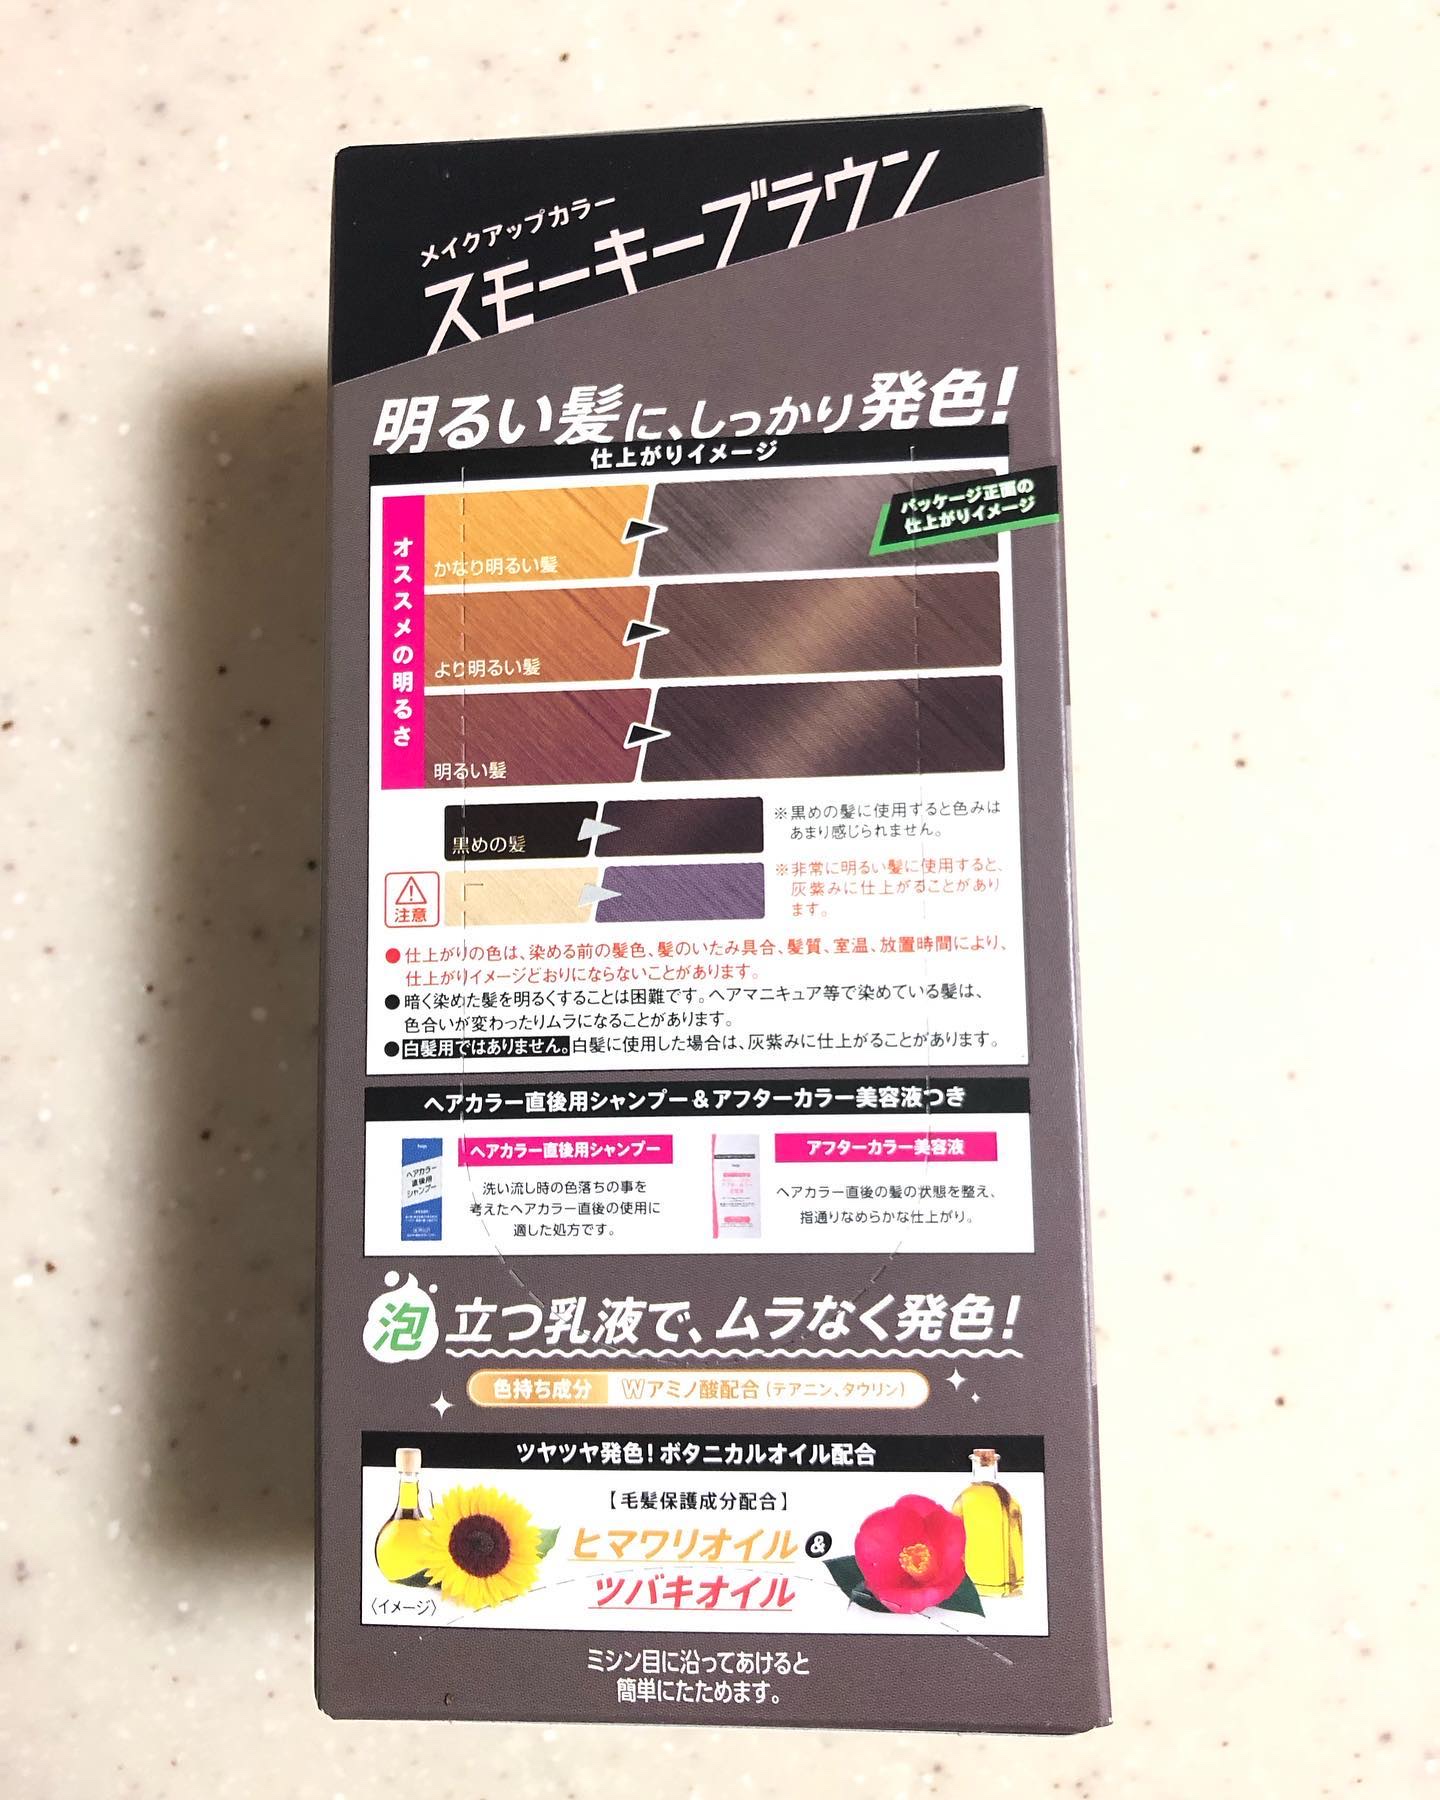 メイクアップカラー
スモーキーブラウン
明るい髪に、しっかり発色!
仕上がりイメージ
パッケージ正面の
仕上がりイメージ
オススメの明るさ
かなり明るい髪
より明るい髪
明るい髪
黒めの髪
※黒めの髪に使用すると色みは
あまり感じられません。
注意
※非常に明るい髪に使用すると、
灰紫みに仕上がることがあり
ます。
●仕上がりの色は、染める前の髪色、髪のいたみ具合、髪質、室温、放置時間により、
仕上がりイメージどおりにならないことがあります。
●暗く染めた髪を明るくすることは困難です。ヘアマニキュア等で染めている髪は、
色合いが変わったりムラになることがあります。
●白髪用ではありません。白髪に使用した場合は、灰紫みに仕上がることがあります。
ヘアカラー直後用シャンプー&アフターカラー美容液つき
ヘアカラー
直後用
シャンプー
ヘアカラー直後用シャンプー
洗い流し時の色落ちの事を
考えたヘアカラー直後の使用に
適した処方です。
アフターカラー美容液
ヘアカラー直後の髪の状態を整え、
指通りなめらかな仕上がり。
泡立つ乳液で、ムラなく発色!
色持ち成分 Wアミノ酸配合(テアニン、タウリン)
ツヤツヤ発色!ボタニカルオイル配合
【毛髪保護成分配合】
ヒマワリオイル&
ツバキオイル
〈イメージ〉
ミシン目に沿ってあけると
簡単にたためます。